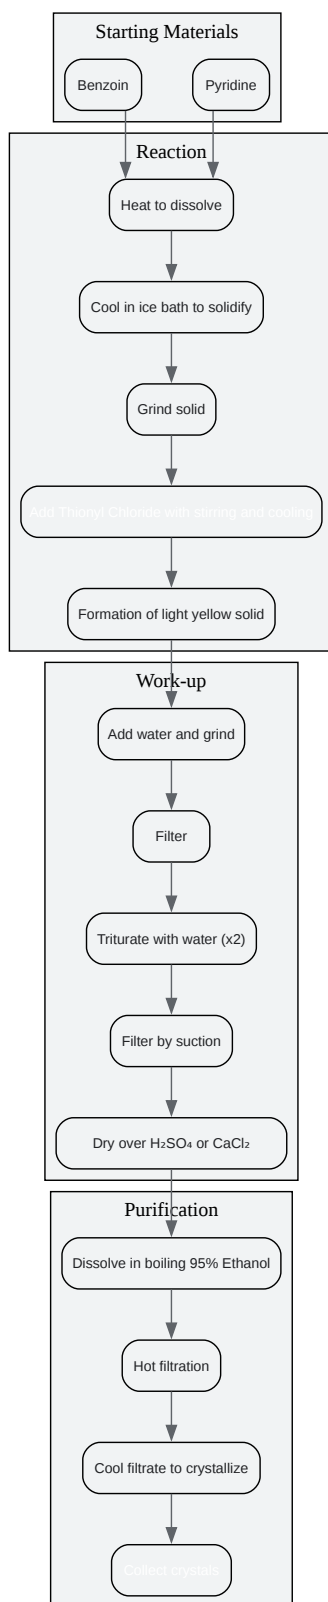 Starting Materials
Benzoin
Pyridine
Reaction
Heat to dissolve
Cool in ice bath to solidify
Grind solid
Add Thionyl Chloride with stirring and cooling
Formation of light yellow solid
Work-up
Add water and grind
Filter
Triturate with water (x2)
Filter by suction
Dry over H₂SO₄ or CaCl₂
Purification
Dissolve in boiling 95% Ethanol
Hot filtration
Cool filtrate to crystallize
Collect crystals